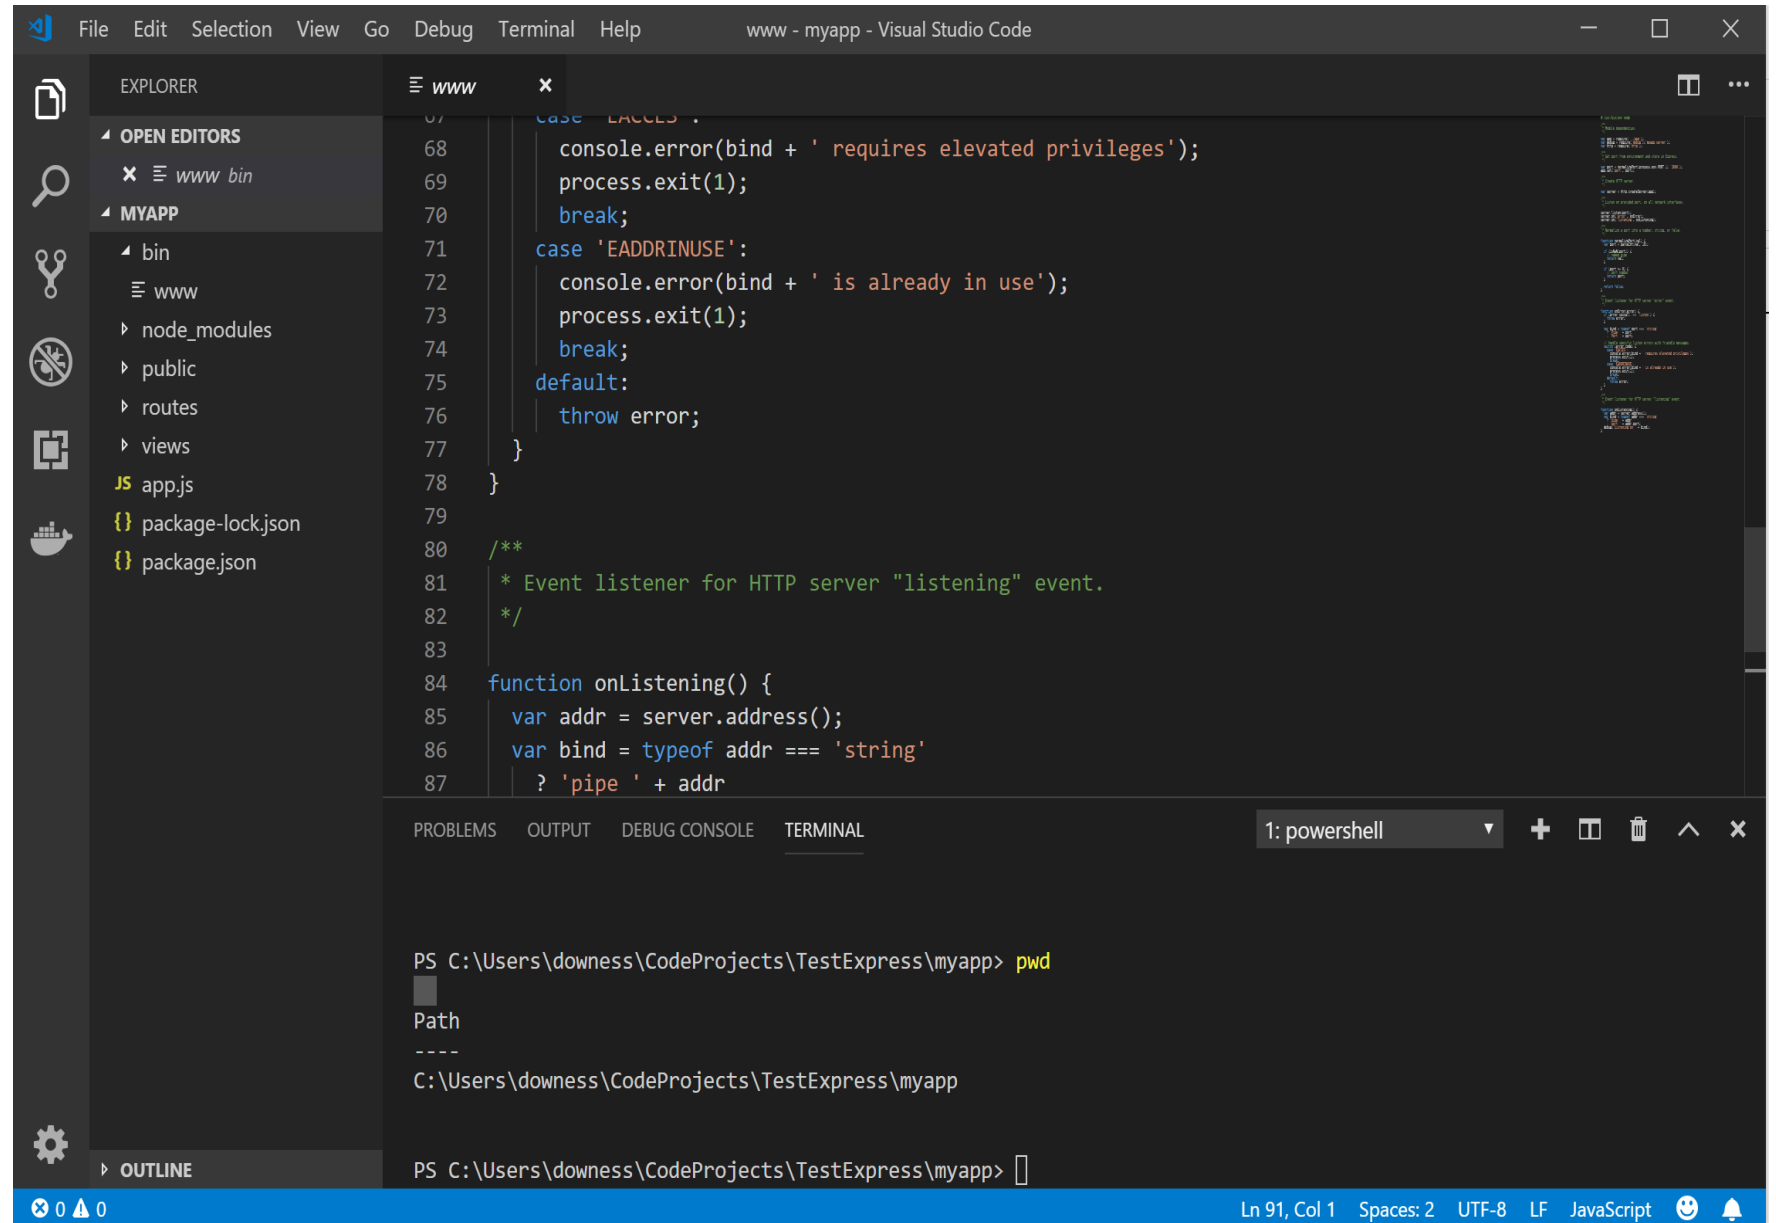 File Edit Selection View Go Debug Terminal Help www - myapp - Visual Studio Code
EXPLORER
OPEN EDITORS
www bin
MYAPP
bin
www
node_modules
public
routes
views
JS app.js
{} package-lock.json
{} package.json
OUTLINE
www
67 case 'EACCES':
68 console.error(bind + ' requires elevated privileges');
69 process.exit(1);
70 break;
71 case 'EADDRINUSE':
72 console.error(bind + ' is already in use');
73 process.exit(1);
74 break;
75 default:
76 throw error;
77 }
78 }
79
80 /**
81 * Event listener for HTTP server "listening" event.
82 */
83
84 function onListening() {
85 var addr = server.address();
86 var bind = typeof addr === 'string'
87 ? 'pipe ' + addr
PROBLEMS OUTPUT DEBUG CONSOLE TERMINAL 1: powershell
PS C:\Users\downess\CodeProjects\TestExpress\myapp> pwd
Path
----
C:\Users\downess\CodeProjects\TestExpress\myapp
PS C:\Users\downess\CodeProjects\TestExpress\myapp>
0 0 Ln 91, Col 1 Spaces: 2 UTF-8 LF JavaScript